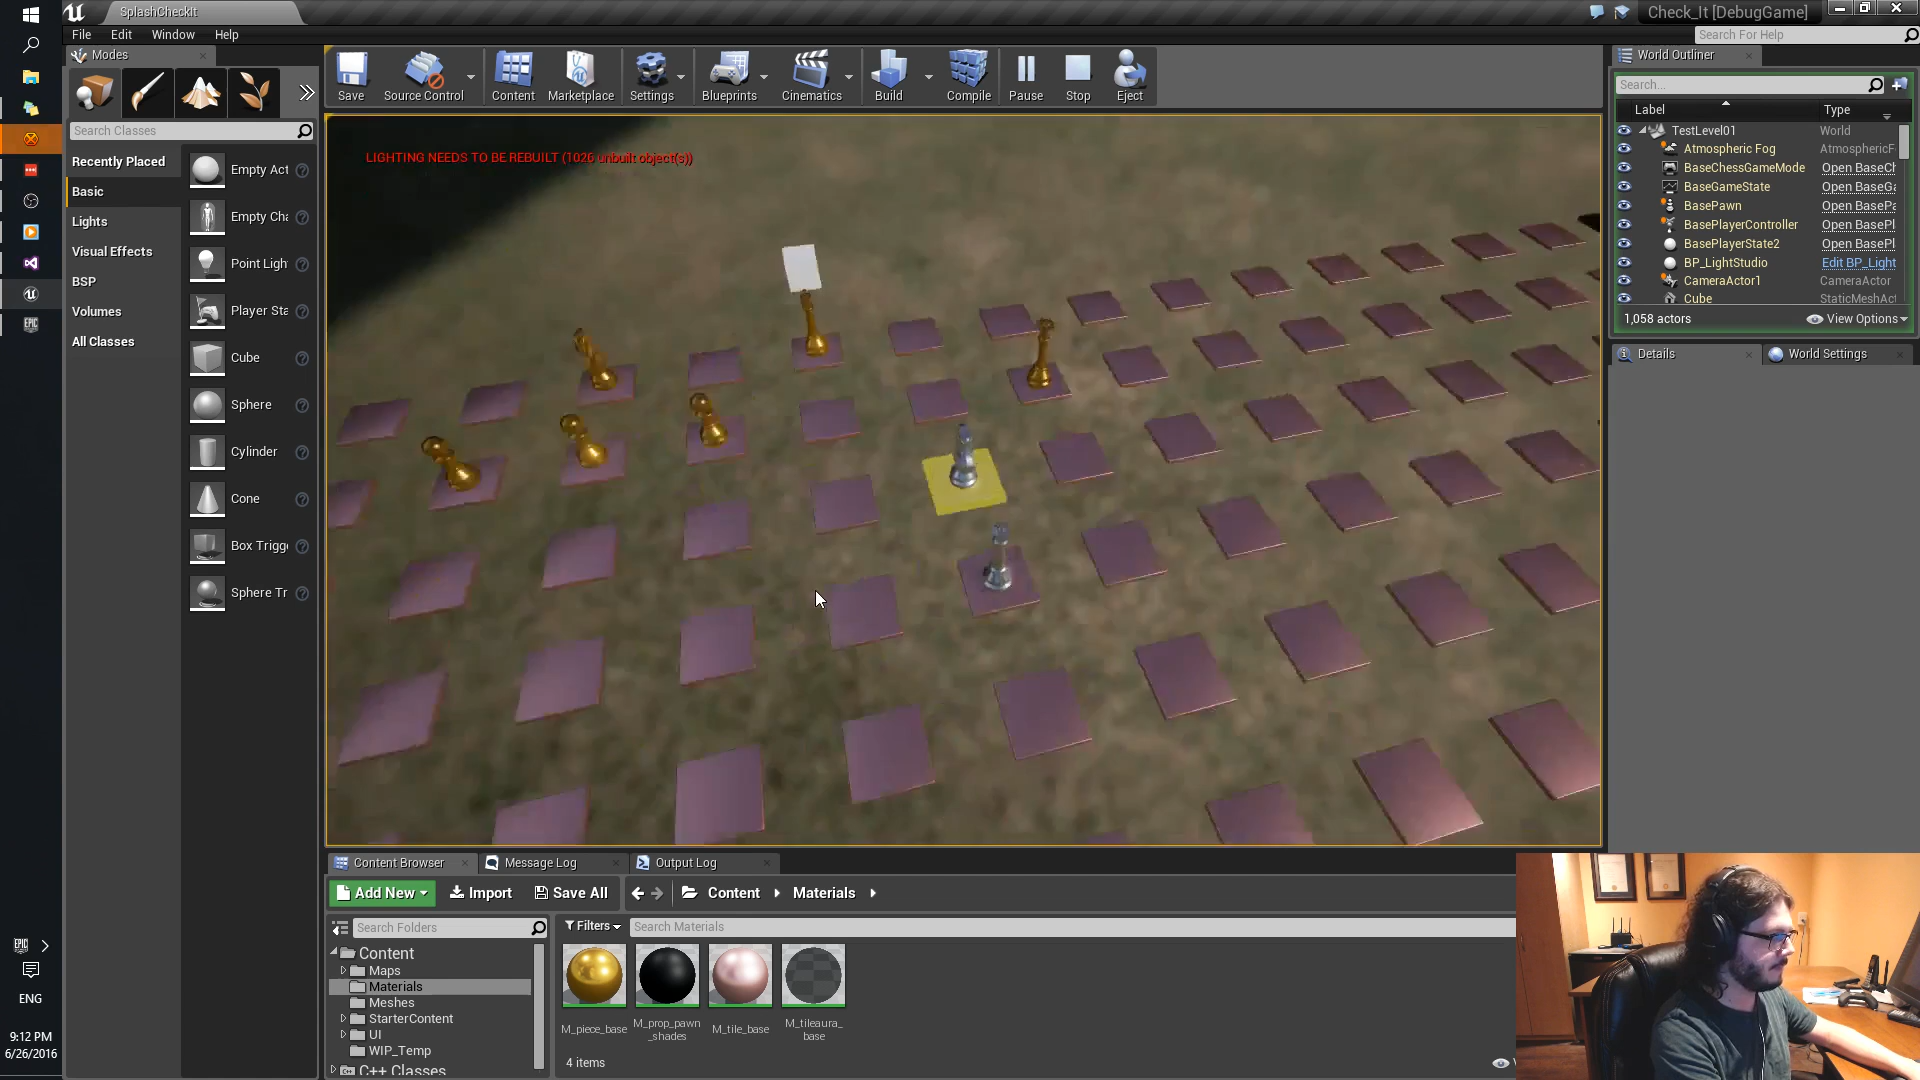 SplashCheckIt
Check_It [DebugGame]
File Edit Window Help
Search For Help
Modes
Save
Source Control
Content
Marketplace
Settings
Blueprints
Cinematics
Build
Compile
Pause
Stop
Eject
Search Classes
Recently Placed
Basic
Lights
Visual Effects
BSP
Volumes
All Classes
Empty Act
Empty Cha
Point Ligh
Player Sta
Cube
Sphere
Cylinder
Cone
Box Trigge
Sphere Tr
LIGHTING NEEDS TO BE REBUILT (1026 unbuilt object(s))
World Outliner
Search...
Label Type
TestLevel01 World
Atmospheric Fog AtmosphericF
BaseChessGameMode Open BaseCh
BaseGameState Open BaseGa
BasePawn Open BasePa
BasePlayerController Open BasePl
BasePlayerState2 Open BasePl
BP_LightStudio Edit BP_Light
CameraActor1 CameraActor
Cube StaticMeshAct
1,058 actors View Options
Details World Settings
Content Browser Message Log Output Log
Add New Import Save All Content Materials
Search Folders
Filters Search Materials
Content
Maps
Materials
Meshes
StarterContent
UI
WIP_Temp
C++ Classes
M_piece_base
M_prop_pawn
_shades
M_tile_base
M_tileaura_
base
4 items
EPIC
EPIC
ENG
9:12 PM
6/26/2016